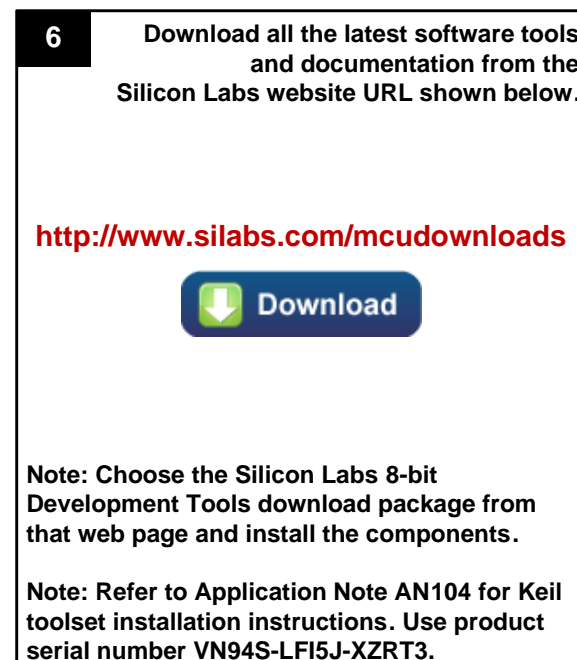 6
Download all the latest software tools
and documentation from the
Silicon Labs website URL shown below.
http://www.silabs.com/mcudownloads
Download
Note: Choose the Silicon Labs 8-bit
Development Tools download package from
that web page and install the components.
Note: Refer to Application Note AN104 for Keil
toolset installation instructions. Use product
serial number VN94S-LFI5J-XZRT3.